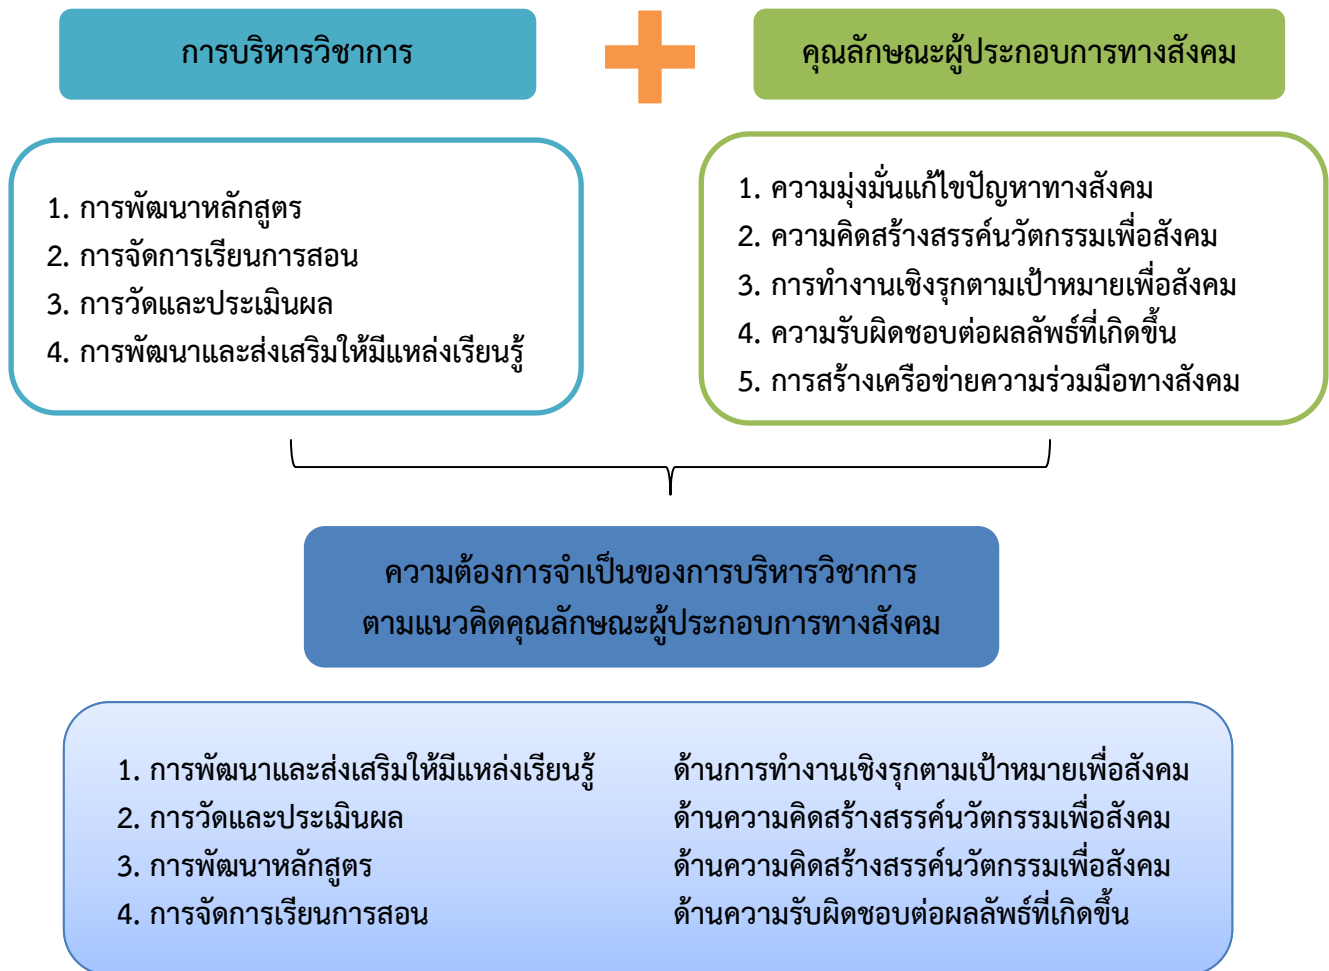 การบริหารวิชาการ
คุณลักษณะผู้ประกอบการทางสังคม
1. การพัฒนาหลักสูตร
2. การจัดการเรียนการสอน
3. การวัดและประเมินผล
4. การพัฒนาและส่งเสริมให้มีแหล่งเรียนรู้
1. ความมุ่งมั่นแก้ไขปัญหาทางสังคม
2. ความคิดสร้างสรรค์นวัตกรรมเพื่อสังคม
3. การทำงานเชิงรุกตามเป้าหมายเพื่อสังคม
4. ความรับผิดชอบต่อผลลัพธ์ที่เกิดขึ้น
5. การสร้างเครือข่ายความร่วมมือทางสังคม
ความต้องการจำเป็นของการบริหารวิชาการ
ตามแนวคิดคุณลักษณะผู้ประกอบการทางสังคม
1. การพัฒนาและส่งเสริมให้มีแหล่งเรียนรู้ ด้านการทำงานเชิงรุกตามเป้าหมายเพื่อสังคม
2. การวัดและประเมินผล ด้านความคิดสร้างสรรค์นวัตกรรมเพื่อสังคม
3. การพัฒนาหลักสูตร ด้านความคิดสร้างสรรค์นวัตกรรมเพื่อสังคม
4. การจัดการเรียนการสอน ด้านความรับผิดชอบต่อผลลัพธ์ที่เกิดขึ้น